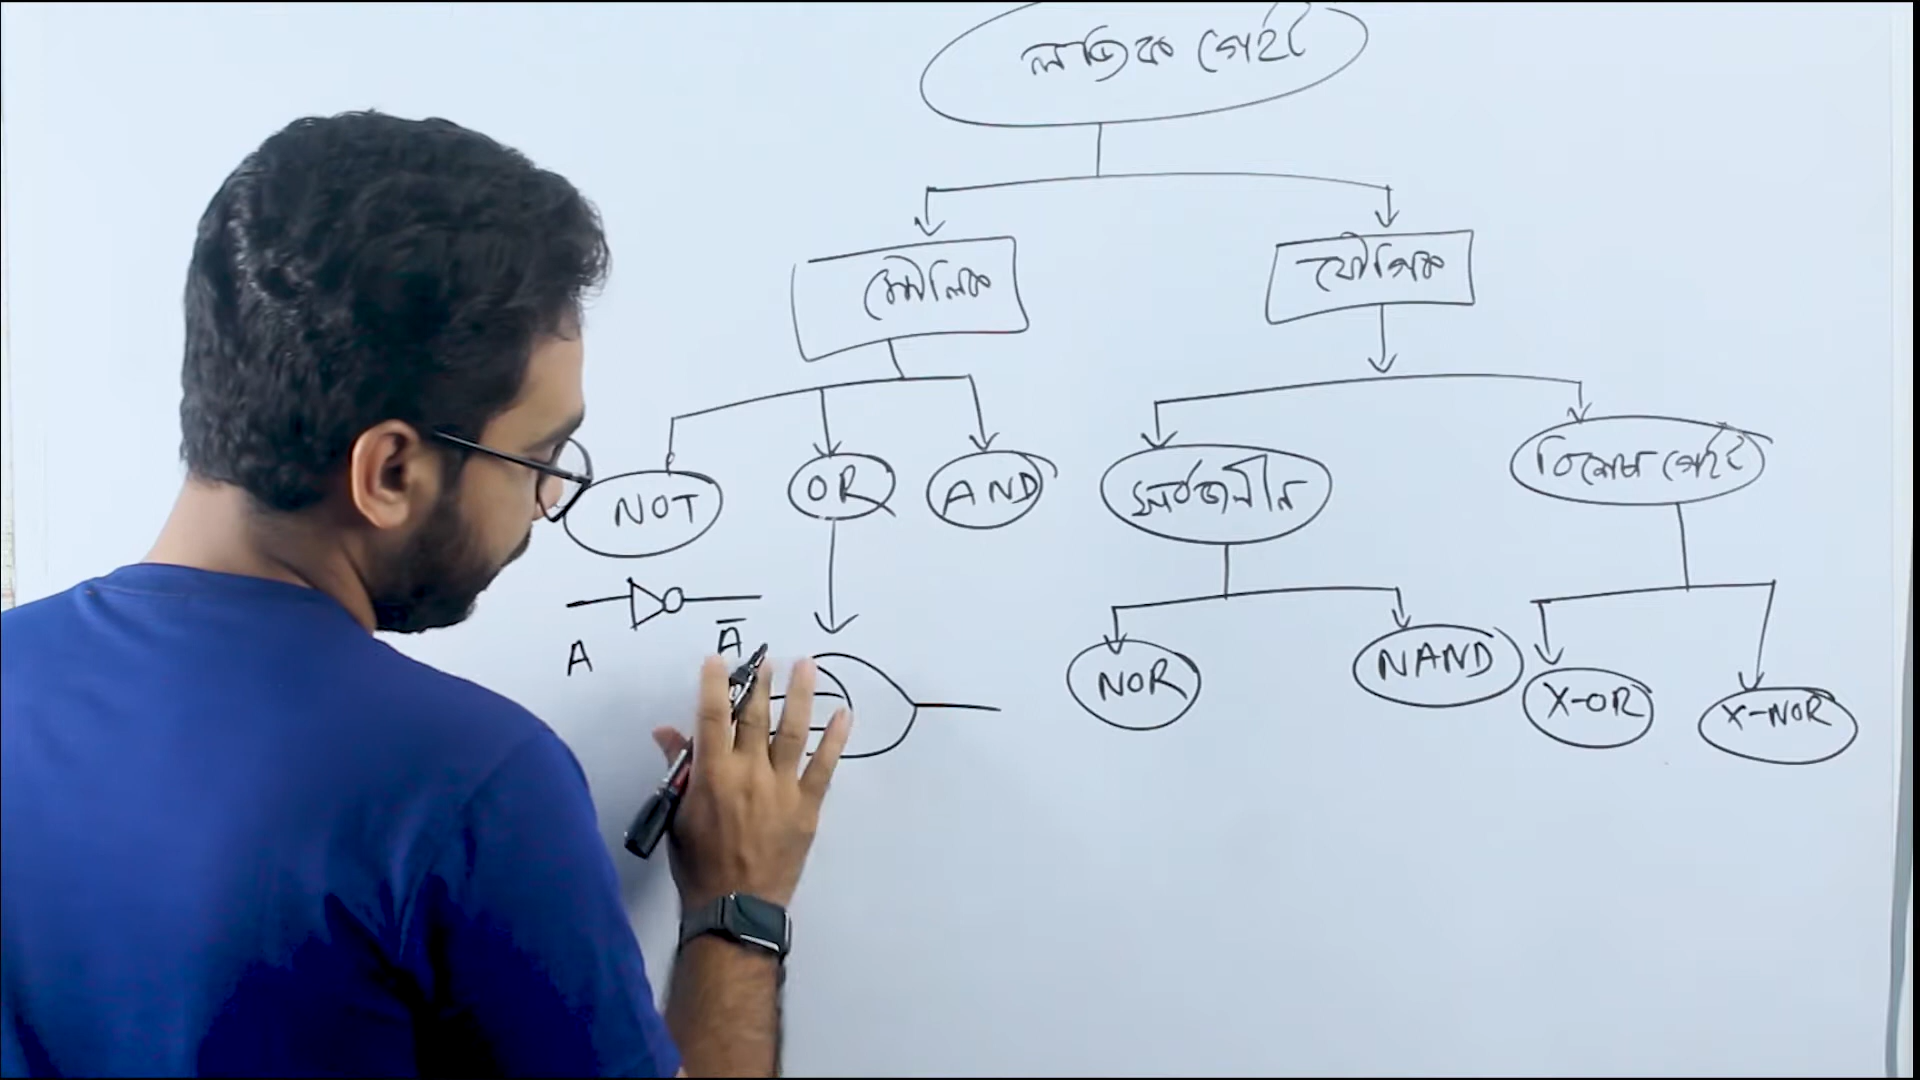 লজিক গেইট
মৌলিক
যৌগিক
NOT
OR
AND
সর্বজনীন
বিশেষ গেইট
A
A̅
NOR
NAND
X-OR
X-NOR